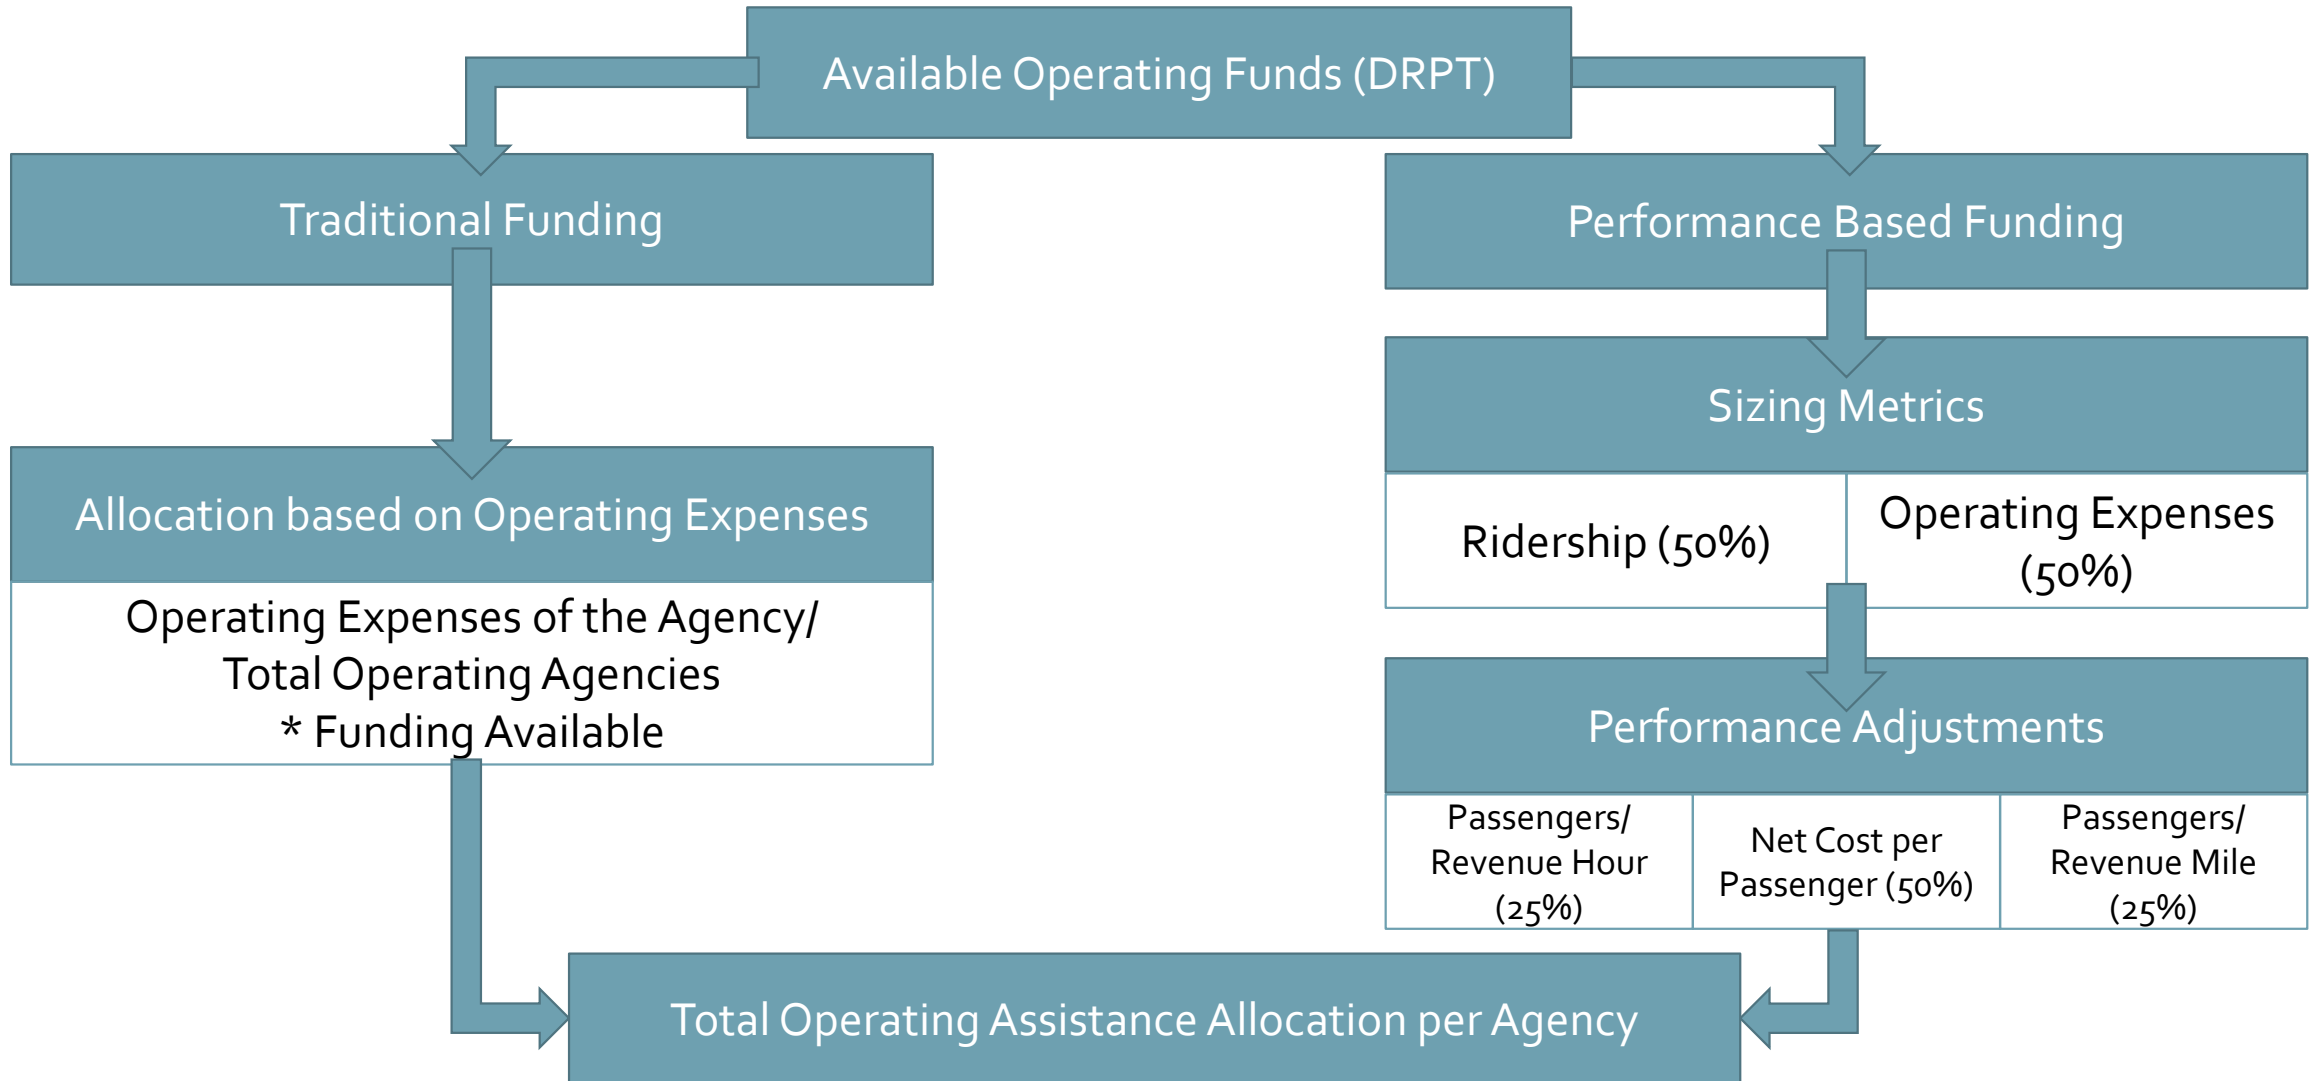 Available Operating Funds (DRPT)
Traditional Funding
Performance Based Funding
Sizing Metrics
Ridership (50%)
Operating Expenses
(50%)
Allocation based on Operating Expenses
Operating Expenses of the Agency/
Total Operating Agencies
* Funding Available
Performance Adjustments
Passengers/
Revenue Hour
(25%)
Net Cost per
Passenger (50%)
Passengers/
Revenue Mile
(25%)
Total Operating Assistance Allocation per Agency